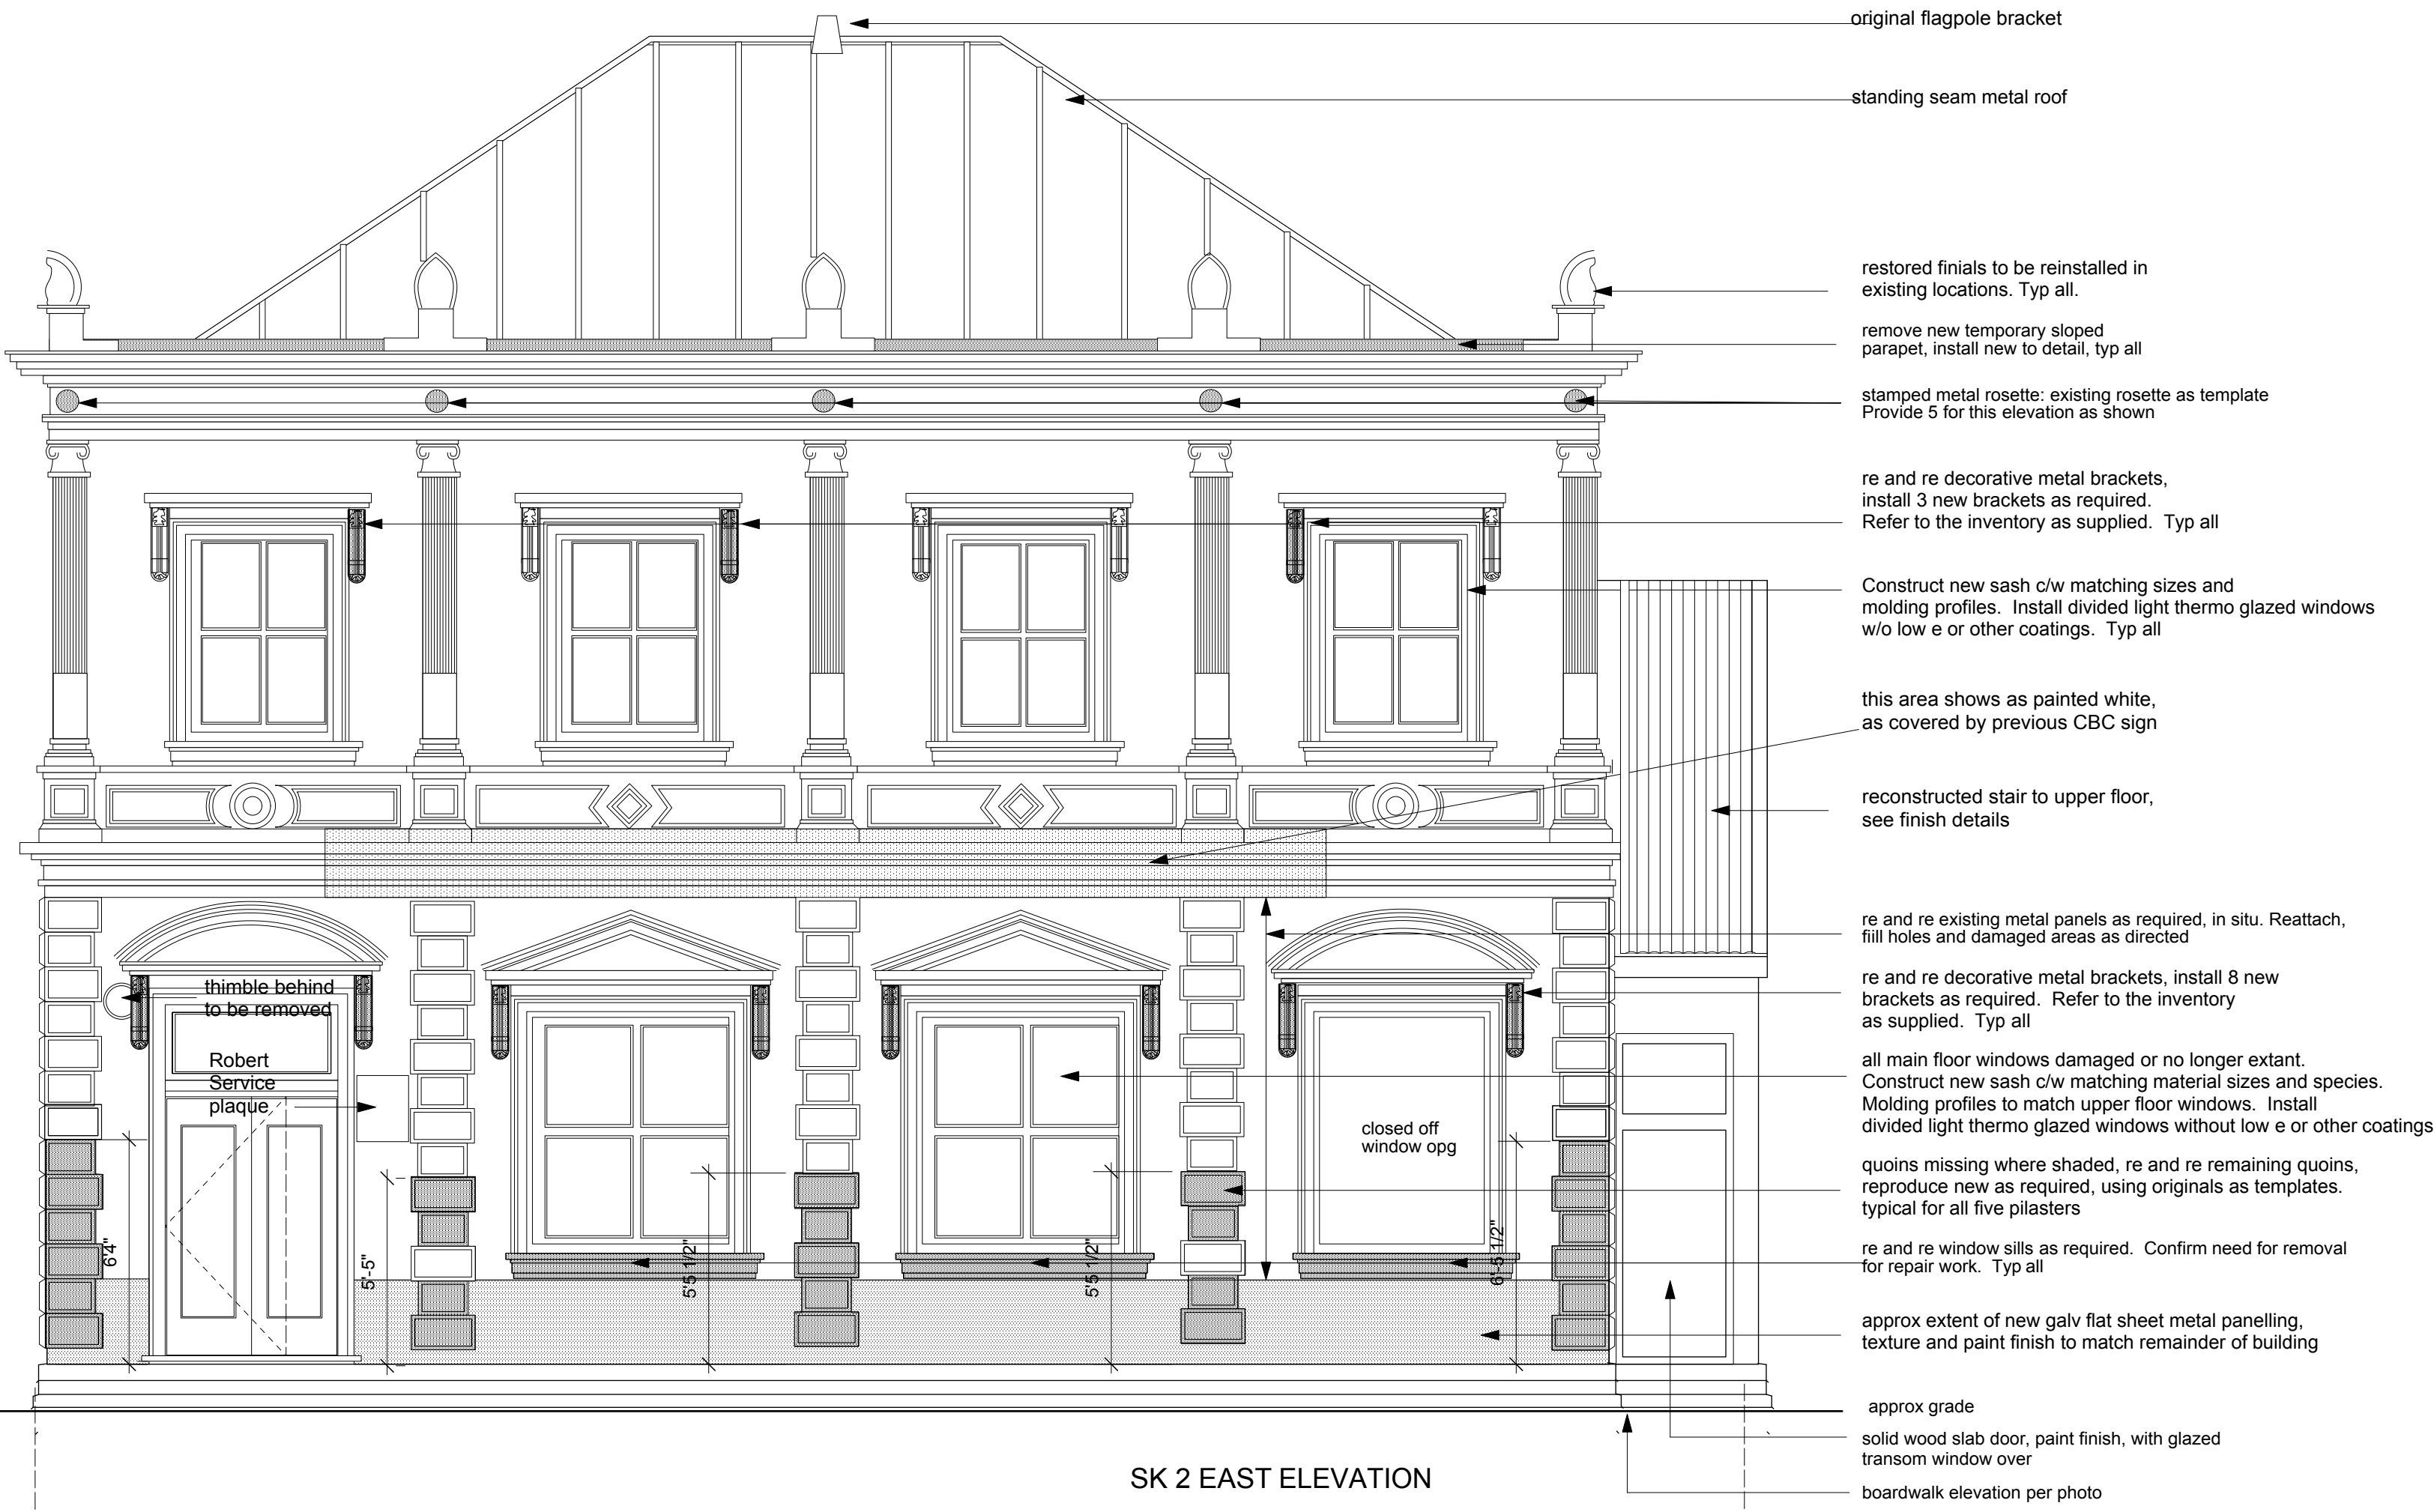 original flagpole bracket
standing seam metal roof
restored finials to be reinstalled in
existing locations. Typ all.
remove new temporary sloped
parapet, install new to detail, typ all
stamped metal rosette: existing rosette as template
Provide 5 for this elevation as shown
re and re decorative metal brackets,
install 3 new brackets as required.
Refer to the inventory as supplied. Typ all
Construct new sash c/w matching sizes and
molding profiles. Install divided light thermo glazed windows
w/o low e or other coatings. Typ all
this area shows as painted white,
as covered by previous CBC sign
reconstructed stair to upper floor,
see finish details
re and re existing metal panels as required, in situ. Reattach,
fiill holes and damaged areas as directed
re and re decorative metal brackets, install 8 new
brackets as required. Refer to the inventory
as supplied. Typ all
all main floor windows damaged or no longer extant.
Construct new sash c/w matching material sizes and species.
Molding profiles to match upper floor windows. Install
divided light thermo glazed windows without low e or other coatings
quoins missing where shaded, re and re remaining quoins,
reproduce new as required, using originals as templates.
typical for all five pilasters
re and re window sills as required. Confirm need for removal
for repair work. Typ all
approx extent of new galv flat sheet metal panelling,
texture and paint finish to match remainder of building
approx grade
solid wood slab door, paint finish, with glazed
transom window over
boardwalk elevation per photo
thimble behind
to be removed
Robert
Service
plaque
closed off
window opg
6'4"
5'-5"
5'5 1/2"
5'5 1/2"
6'-5 1/2"
SK 2 EAST ELEVATION